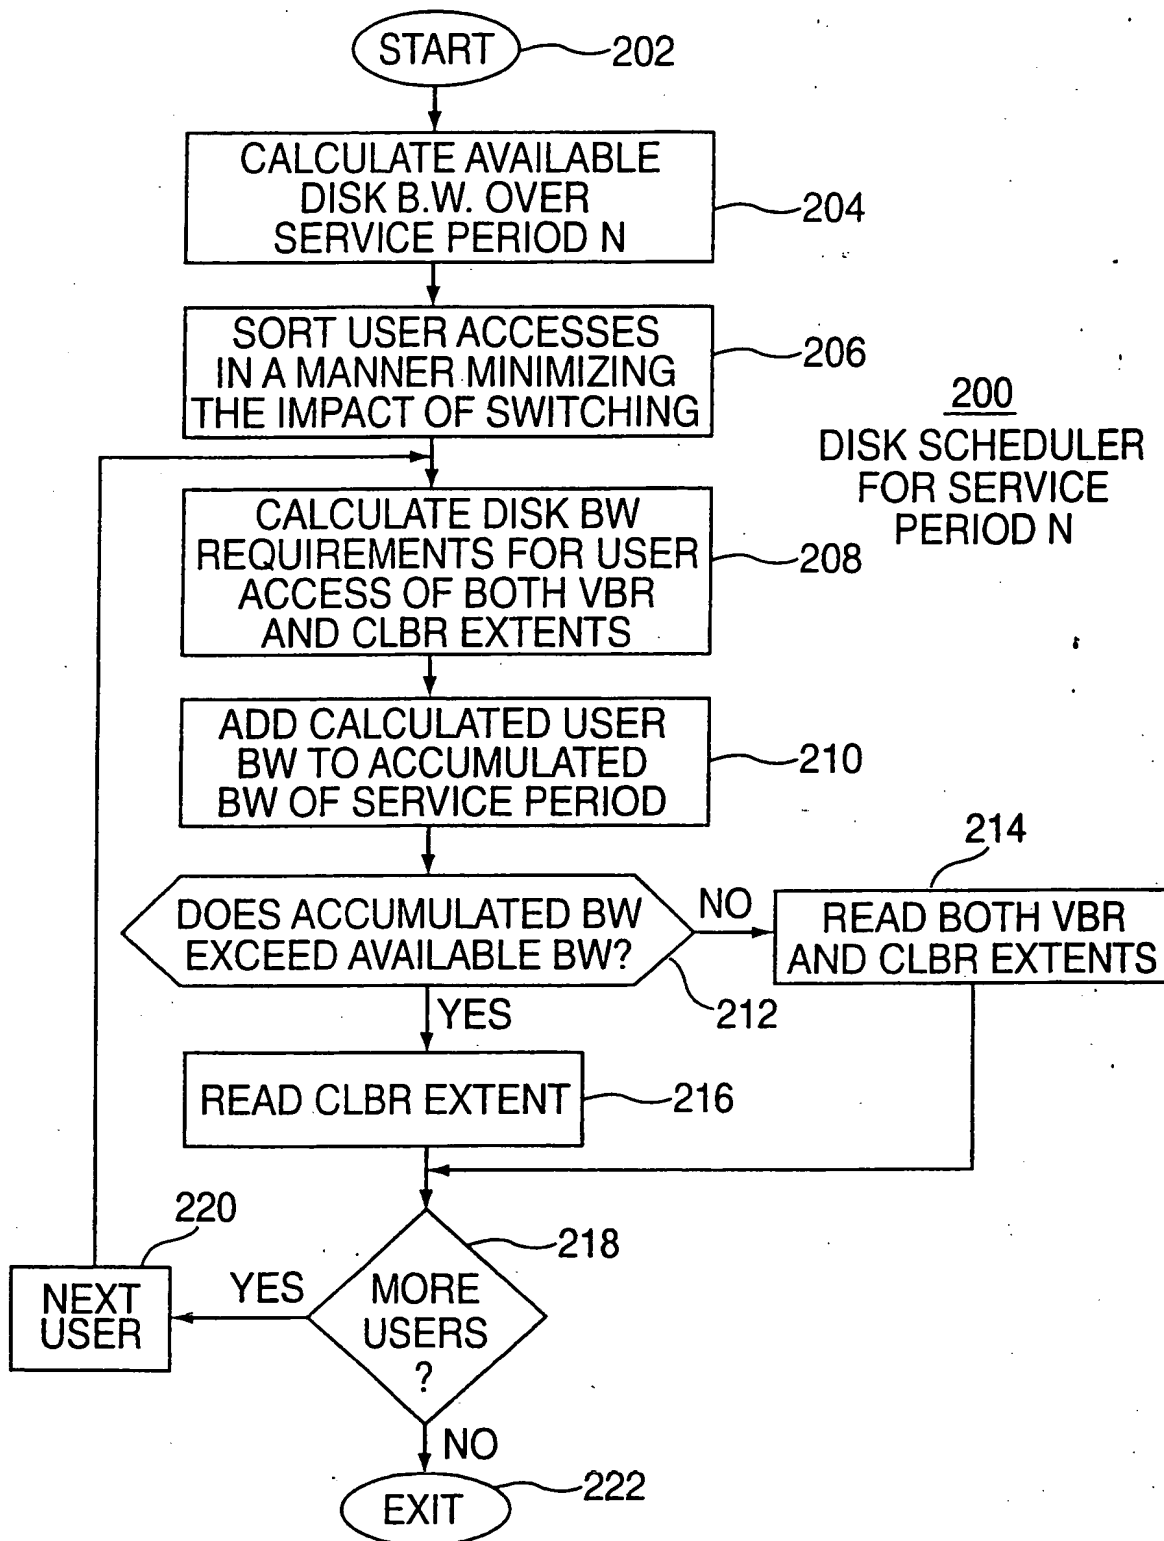 START
202
CALCULATE AVAILABLE
DISK B.W. OVER
SERVICE PERIOD N
204
SORT USER ACCESSES
IN A MANNER MINIMIZING
THE IMPACT OF SWITCHING
206
200
DISK SCHEDULER
FOR SERVICE
PERIOD N
CALCULATE DISK BW
REQUIREMENTS FOR USER
ACCESS OF BOTH VBR
AND CLBR EXTENTS
208
ADD CALCULATED USER
BW TO ACCUMULATED
BW OF SERVICE PERIOD
210
DOES ACCUMULATED BW
EXCEED AVAILABLE BW?
212
NO
214
READ BOTH VBR
AND CLBR EXTENTS
YES
READ CLBR EXTENT
216
218
MORE
USERS
?
YES
220
NEXT
USER
NO
EXIT
222